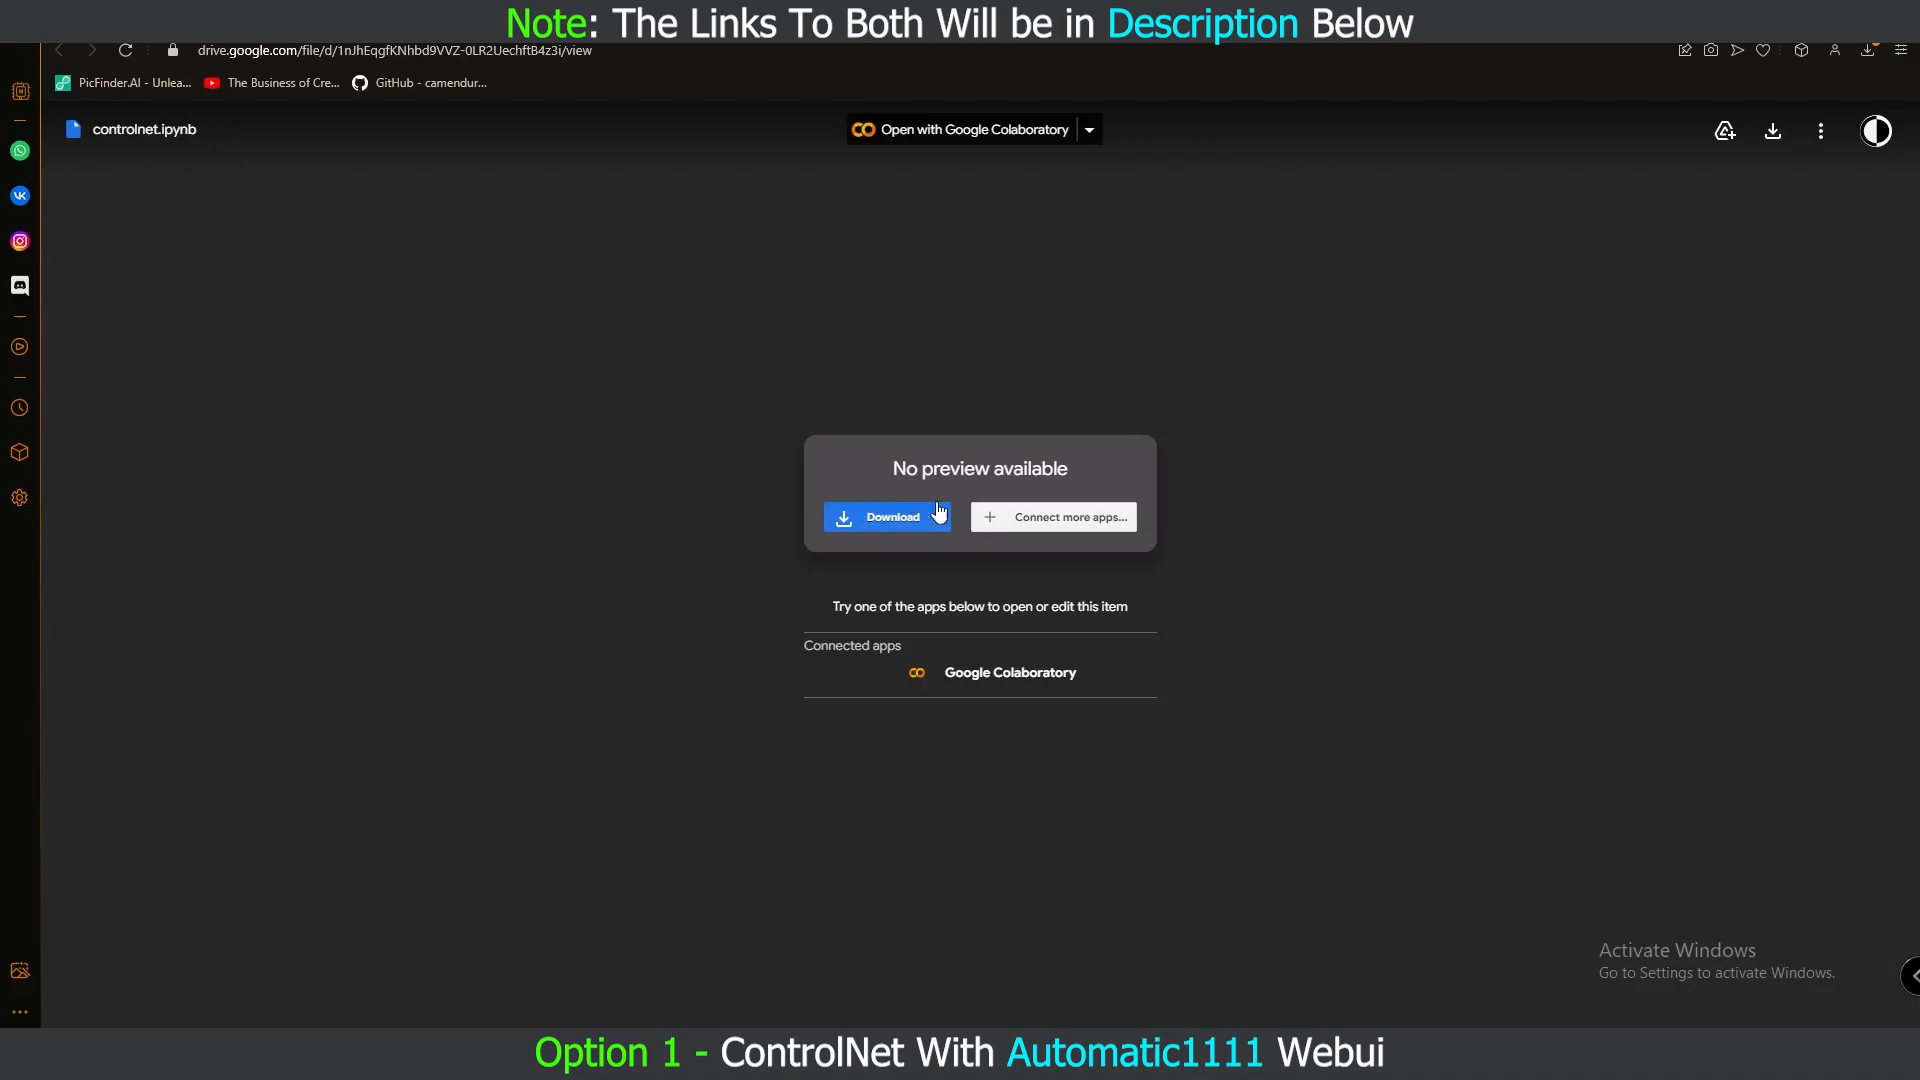 Note: The Links To Both Will be in Description Below
drive.google.com/file/d/1nJhEqgfKNhbd9VVZ-0LR2UechftB4z3i/view
PicFinder.AI - Unlea...
The Business of Cre...
GitHub - camendur...
controlnet.ipynb
Open with Google Colaboratory
No preview available
Download
Connect more apps...
Try one of the apps below to open or edit this item
Connected apps
Google Colaboratory
Activate Windows
Go to Settings to activate Windows.
Option 1 - ControlNet With Automatic1111 Webui